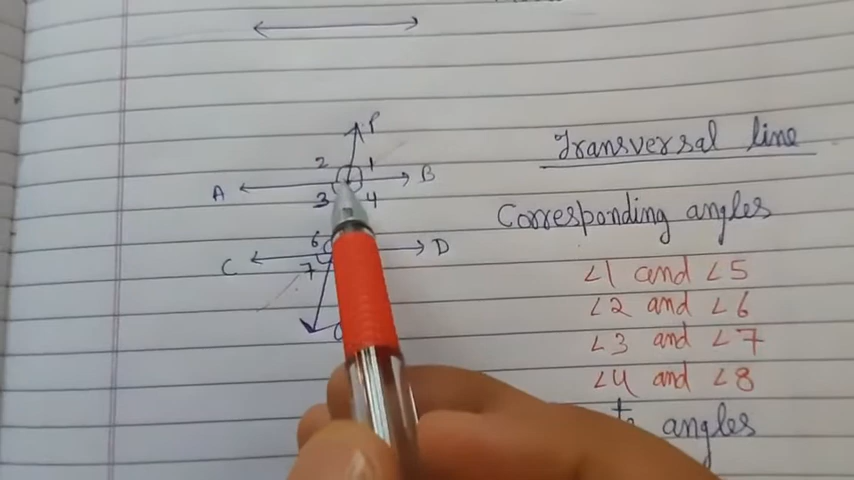 P
Transversal line
2 1
A B
3 4
Corresponding angles
6
C D
7
∠1 and ∠5
∠2 and ∠6
∠3 and ∠7
∠4 and ∠8
angles